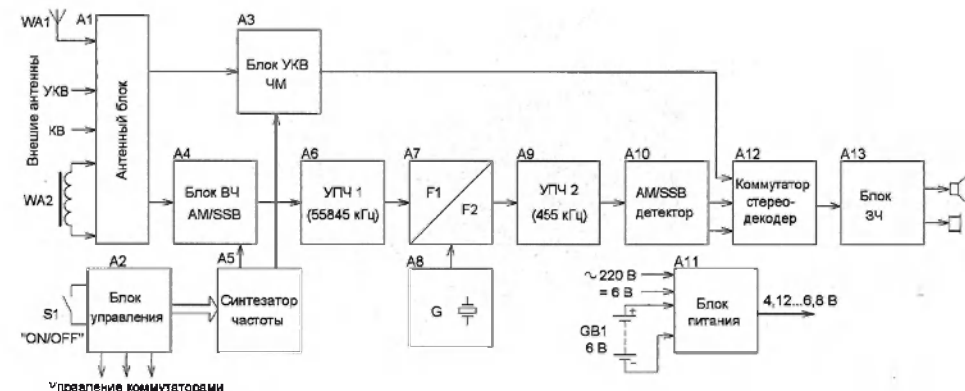 WA1
A1
A3
Блок УКВ
ЧМ
Внешие антенны
УКВ
КВ
WA2
Антенный блок
A4
Блок ВЧ
AM/SSB
A6
УПЧ 1
(55845 кГц)
A7
F1
F2
A9
УПЧ 2
(455 кГц)
A10
AM/SSB
детектор
A12
Коммутатор
стерео-
декодер
A13
Блок
ЗЧ
A2
Блок
управления
S1
"ON/OFF"
A5
Синтезатор
частоты
A8
G
~ 220 В
= 6 В
GB1
6 В
+
−
A11
Блок
питания
4,12...6,8 В
Управление коммутаторами